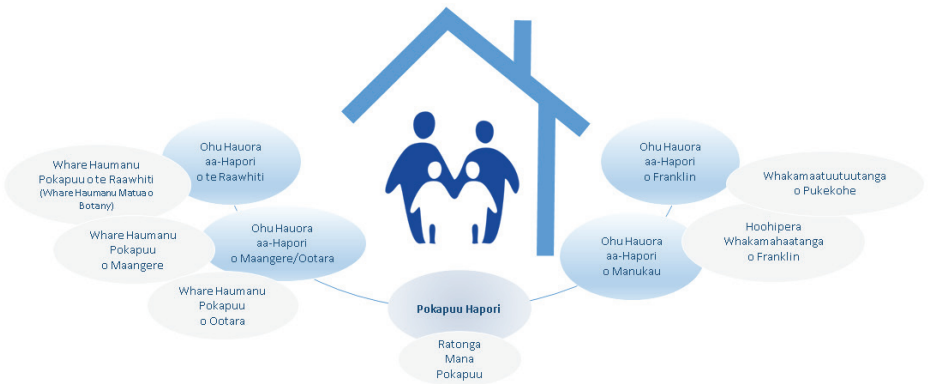 Ohu Hauora
aa-Hapori
o te Raawhiti
Whare Haumanu
Pokapuu o te Raawhiti
(Whare Haumanu Matua o
Botany)
Ohu Hauora
aa-Hapori
o Maangere/Ootara
Whare Haumanu
Pokapuu
o Maangere
Whare Haumanu
Pokapuu
o Ootara
Pokapuu Hapori
Ratonga
Mana
Pokapuu
Ohu Hauora
aa-Hapori
o Franklin
Whakamaatuutuutanga
o Pukekohe
Hoohipera
Whakamahaatanga
o Franklin
Ohu Hauora
aa-Hapori
o Manukau